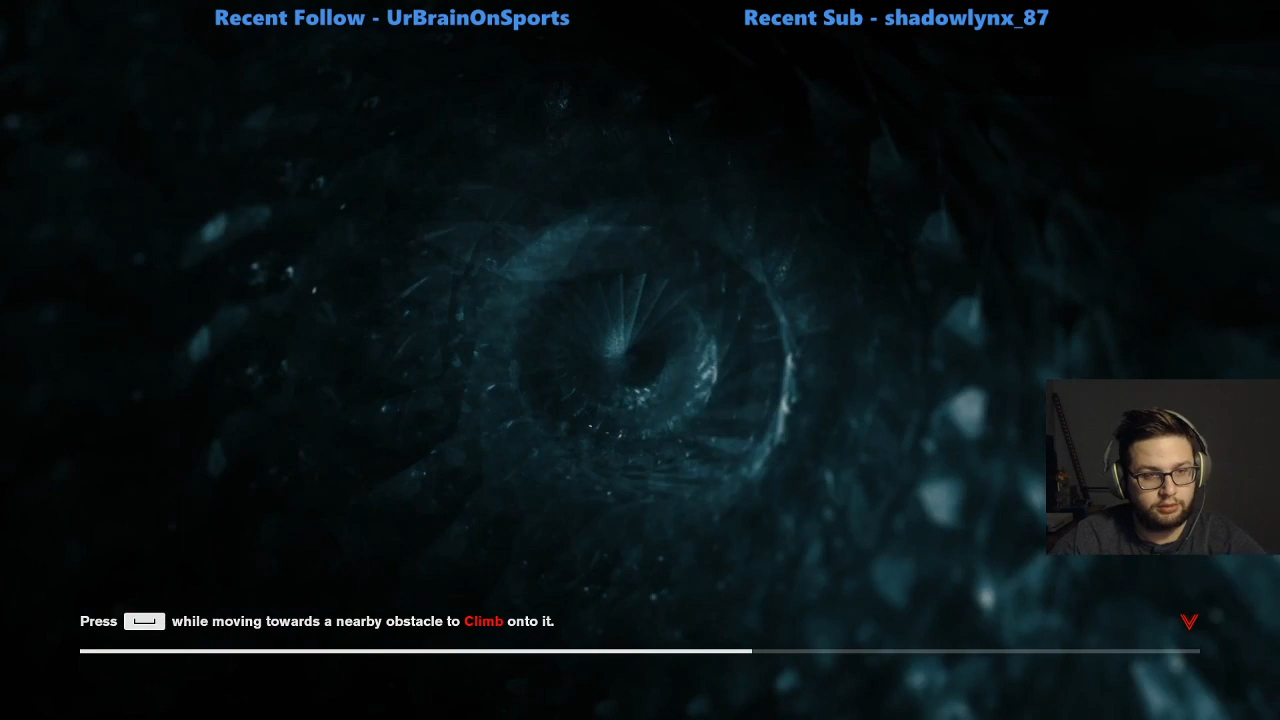 Recent Follow - UrBrainOnSports
Recent Sub - shadowlynx_87
Press while moving towards a nearby obstacle to Climb onto it.